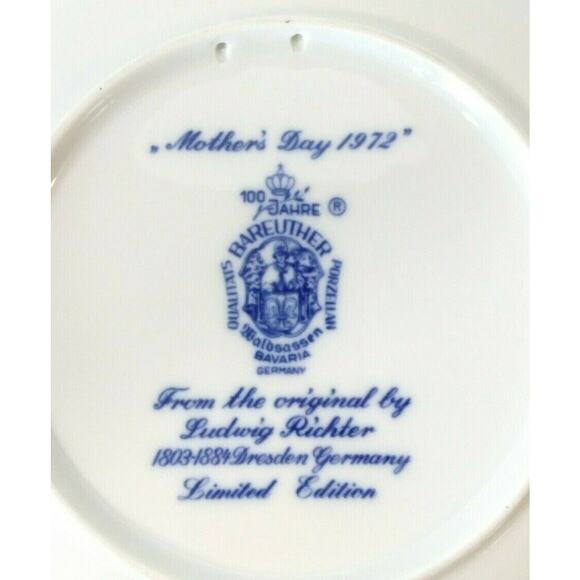 „Mother's Day 1972”
100 JAHRE ®
BAREUTHER
QUALITÄTS PORZELLAN
Waldsassen
BAVARIA
GERMANY
From the original by
Ludwig Richter
1803-1884 Dresden Germany
Limited Edition